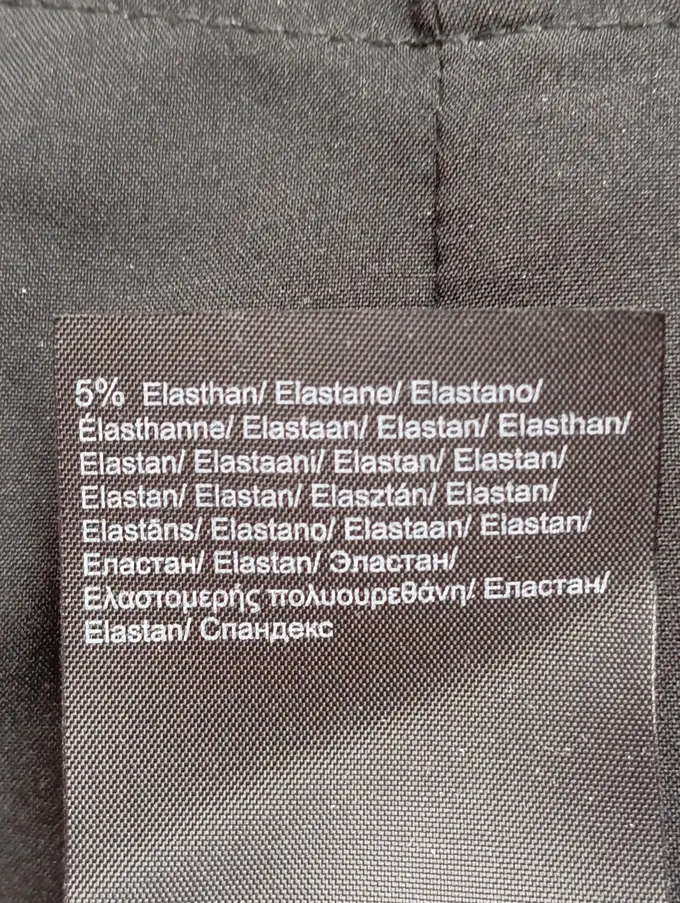 5% Elasthan/ Elastane/ Elastano/
Élasthanne/ Elastaan/ Elastan/ Elasthan/
Elastan/ Elastaani/ Elastan/ Elastan/
Elastan/ Elastan/ Elasztán/ Elastan/
Elastāns/ Elastano/ Elastaan/ Elastán/
Еластан/ Elastan/ Эластан/
Ελαστομερής πολυουρεθάνη/ Еластан/
Elastan/ Спандекс